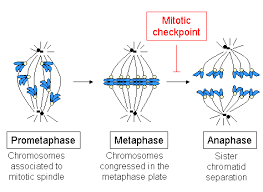 Mitotic
checkpoint
Prometaphase
Chromosomes
associated to
mitotic spindle
Metaphase
Chromosomes
congressed in the
metaphase plate
Anaphase
Sister
chromatid
separation